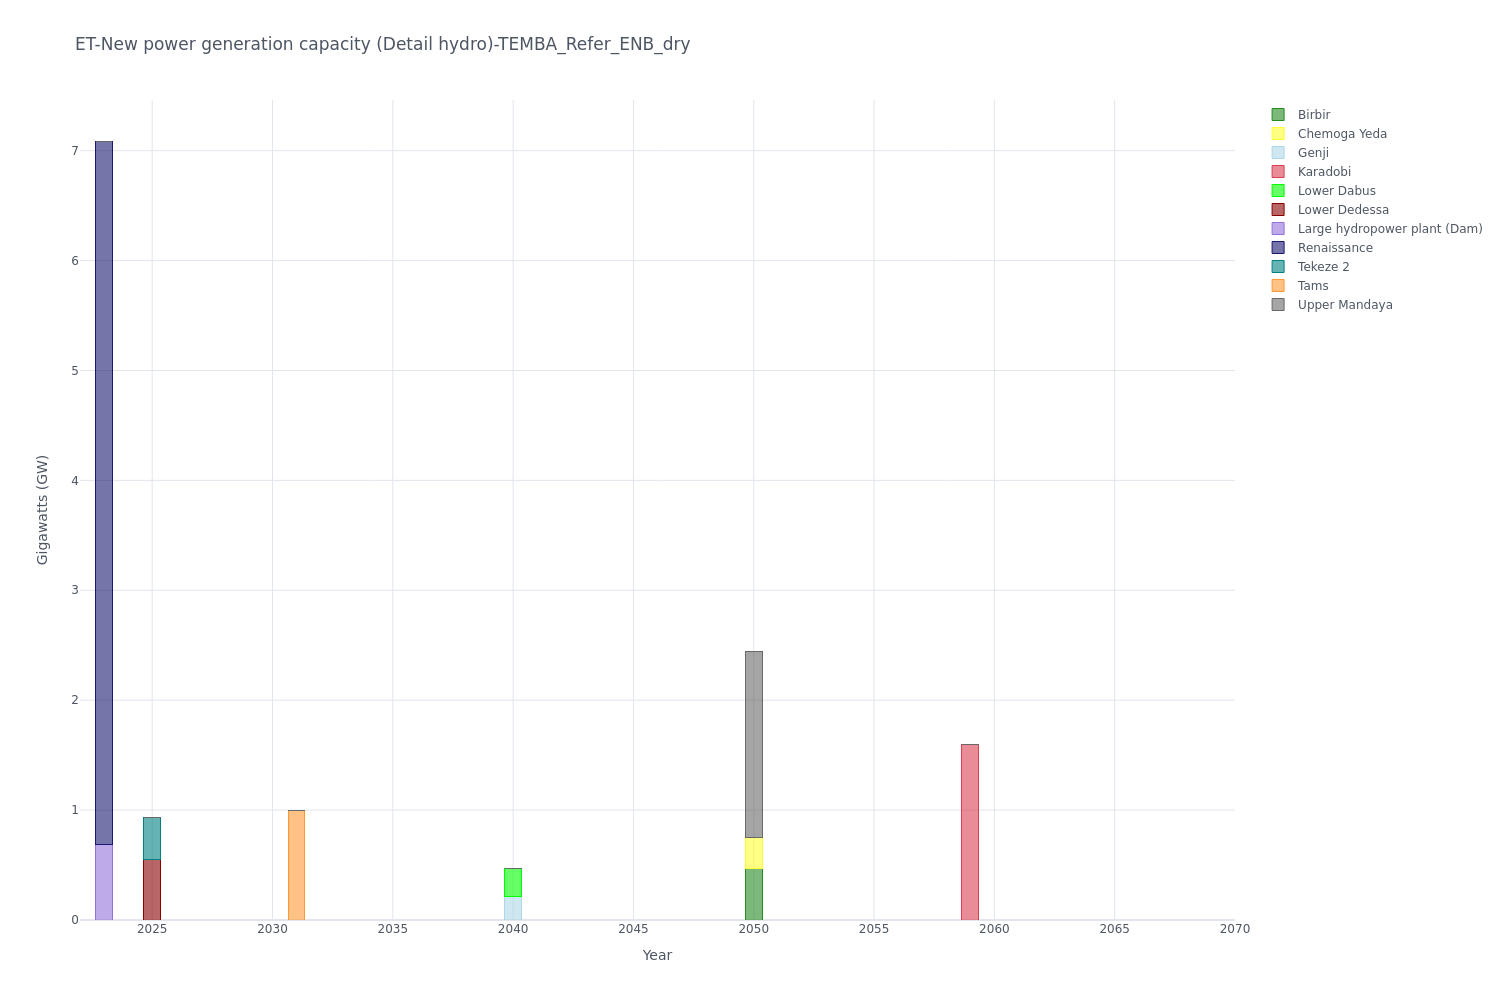 ET-New power generation capacity (Detail hydro)-TEMBA_Refer_ENB_dry
Birbir
Chemoga Yeda
Genji
Karadobi
Lower Dabus
Lower Dedessa
Large hydropower plant (Dam)
Renaissance
Tekeze 2
Tams
Upper Mandaya
Gigawatts (GW)
7
6
5
4
3
2
1
0
2025 2030 2035 2040 2045 2050 2055 2060 2065 2070
Year